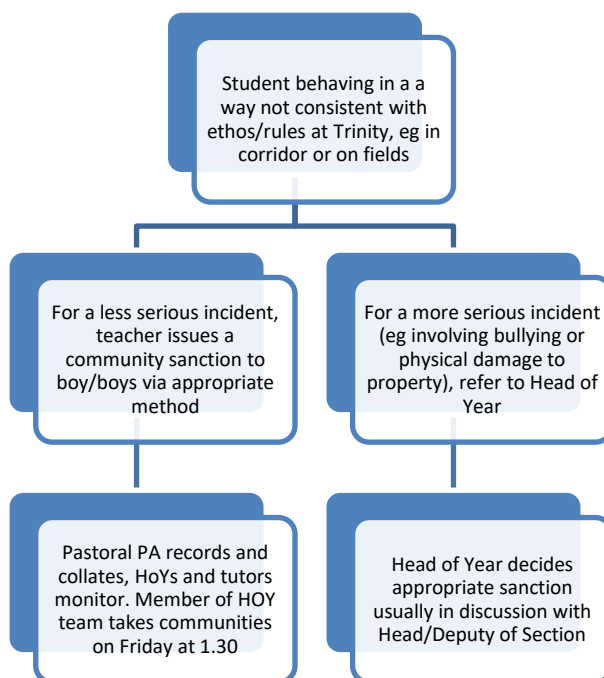 Student behaving in a a
way not consistent with
ethos/rules at Trinity, eg in
corridor or on fields
For a less serious incident,
teacher issues a
community sanction to
boy/boys via appropriate
method
For a more serious incident
(eg involving bullying or
physical damage to
property), refer to Head of
Year
Pastoral PA records and
collates, HoYs and tutors
monitor. Member of HOY
team takes communities
on Friday at 1.30
Head of Year decides
appropriate sanction
usually in discussion with
Head/Deputy of Section